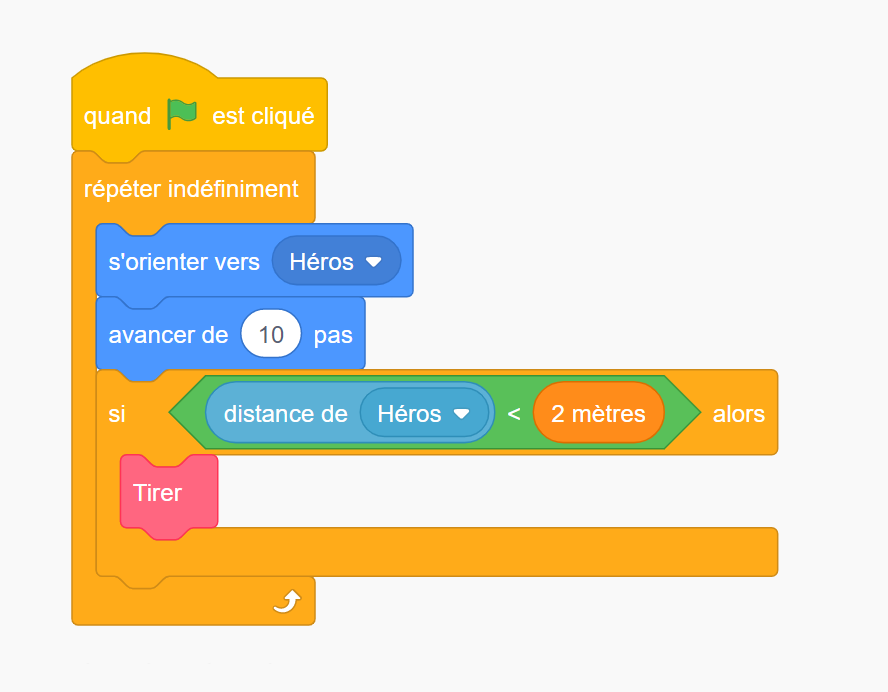 quand est cliqué
répéter indéfiniment
s'orienter vers Héros
avancer de 10 pas
si distance de Héros < 2 mètres alors
Tirer